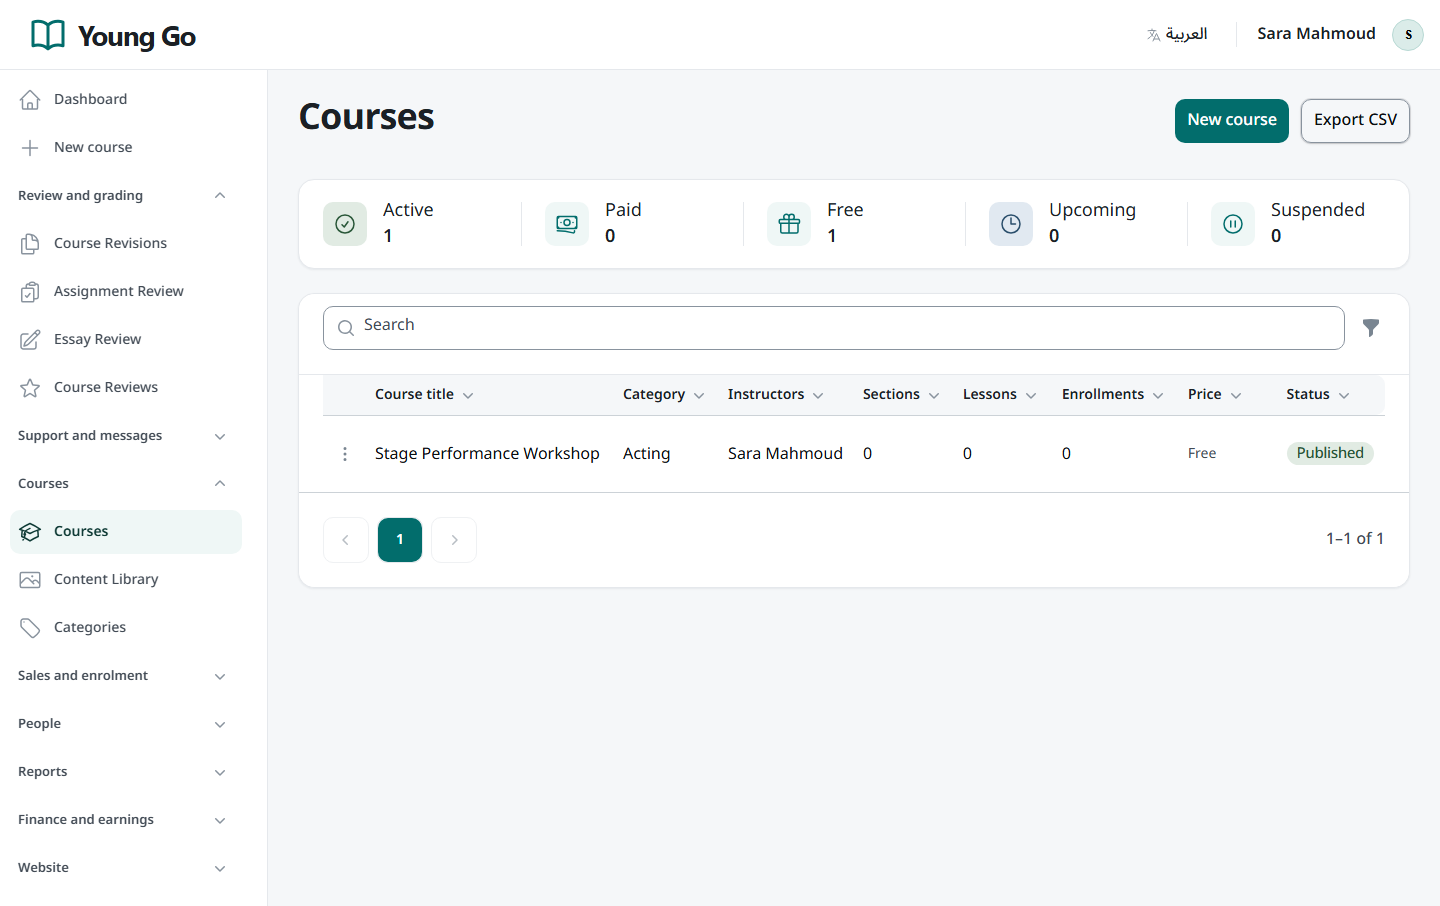 Young Go
العربية
Sara Mahmoud
S
Dashboard
New course
Review and grading
Course Revisions
Assignment Review
Essay Review
Course Reviews
Support and messages
Courses
Courses
Content Library
Categories
Sales and enrolment
People
Reports
Finance and earnings
Website
Courses
New course
Export CSV
Active
1
Paid
0
Free
1
Upcoming
0
Suspended
0
Search
Course title Category Instructors Sections Lessons Enrollments Price Status
Stage Performance Workshop Acting Sara Mahmoud 0 0 0 Free Published
1
1–1 of 1